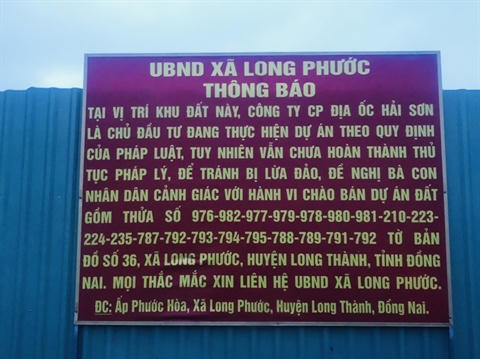 UBND XÃ LONG PHƯỚC
THÔNG BÁO
TẠI VỊ TRÍ KHU ĐẤT NÀY, CÔNG TY CP ĐỊA ỐC HẢI SƠN
LÀ CHỦ ĐẦU TƯ ĐANG THỰC HIỆN DỰ ÁN THEO QUY ĐỊNH
CỦA PHÁP LUẬT, TUY NHIÊN VẪN CHƯA HOÀN THÀNH THỦ
TỤC PHÁP LÝ, ĐỂ TRÁNH BỊ LỪA ĐẢO, ĐỀ NGHỊ BÀ CON
NHÂN DÂN CẢNH GIÁC VỚI HÀNH VI CHÀO BÁN DỰ ÁN ĐẤT
GỒM THỬA SỐ 976-982-977-979-978-980-981-210-223-
224-235-787-792-793-794-795-788-789-791-792 TỜ BẢN
ĐỒ SỐ 36, XÃ LONG PHƯỚC, HUYỆN LONG THÀNH, TỈNH ĐỒNG
NAI. MỌI THẮC MẮC XIN LIÊN HỆ UBND XÃ LONG PHƯỚC.
ĐC: Ấp Phước Hòa, Xã Long Phước, Huyện Long Thành, Đồng Nai.